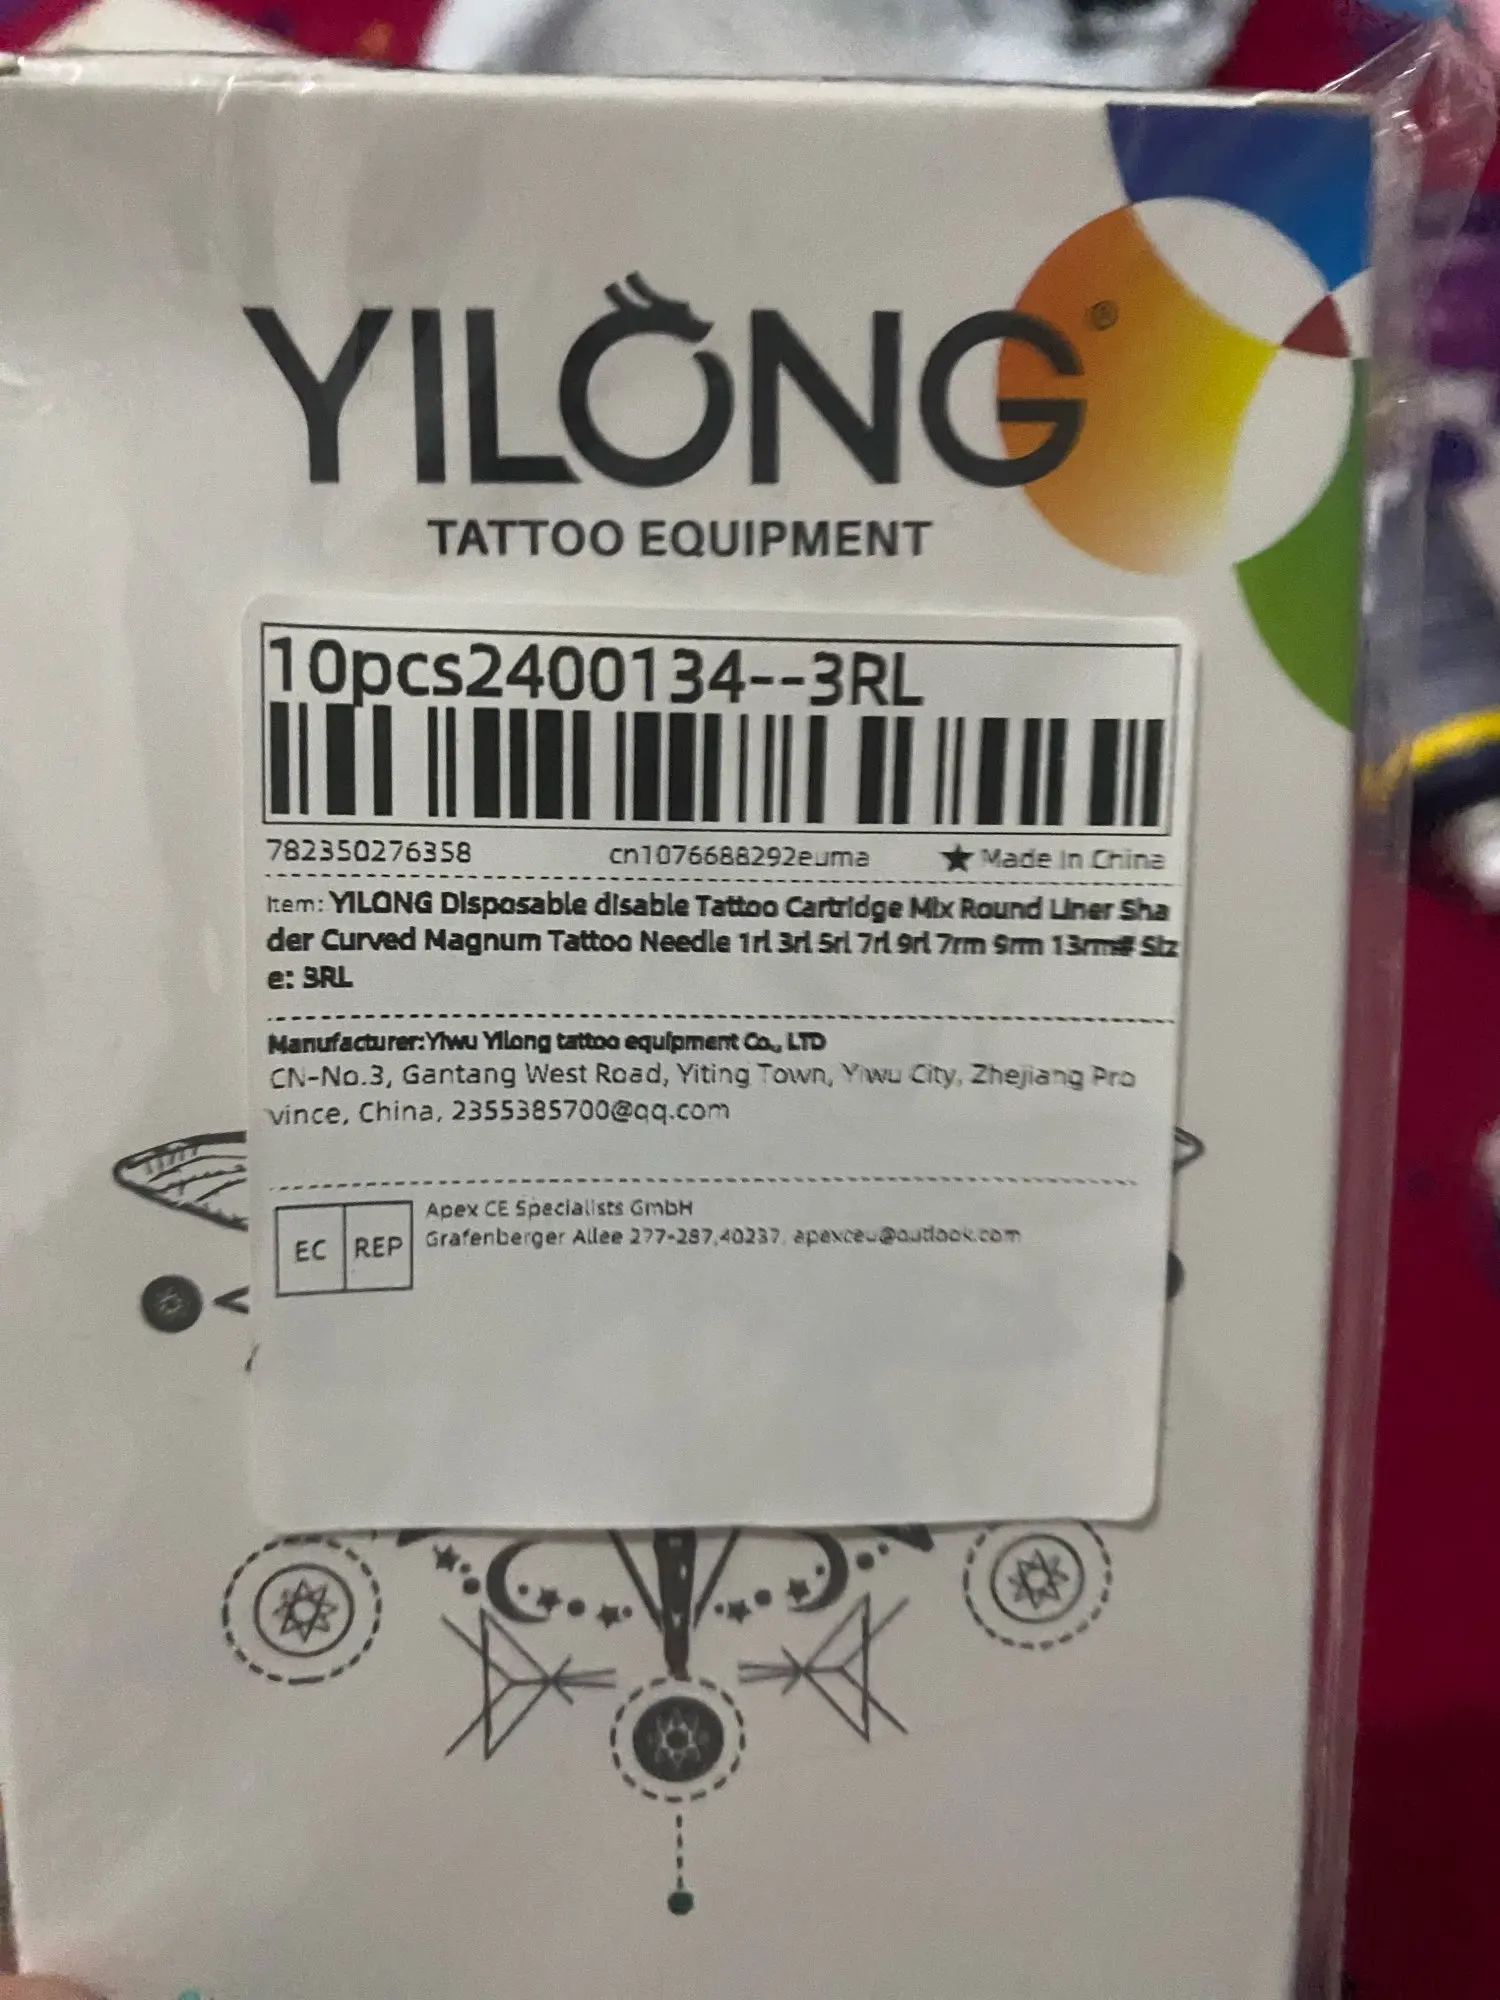 YILONG®
TATTOO EQUIPMENT
10pcs2400134--3RL
782350276358 cn1076688292euma ★Made In China
Item: YILONG Disposable disable Tattoo Cartridge Mix Round Liner Sha
der Curved Magnum Tattoo Needle 1rl 3rl 5rl 7rl 9rl 7rm 9rm 13rm# Siz
e: 3RL
Manufacturer:Yiwu Yilong tattoo equipment Co., LTD
CN-No.3, Gantang West Road, Yiting Town, Yiwu City, Zhejiang Pro
vince, China, 2355385700@qq.com
EC REP Apex CE Specialists GmbH
Grafenberger Allee 277-287,40237, apexceu@outlook.com